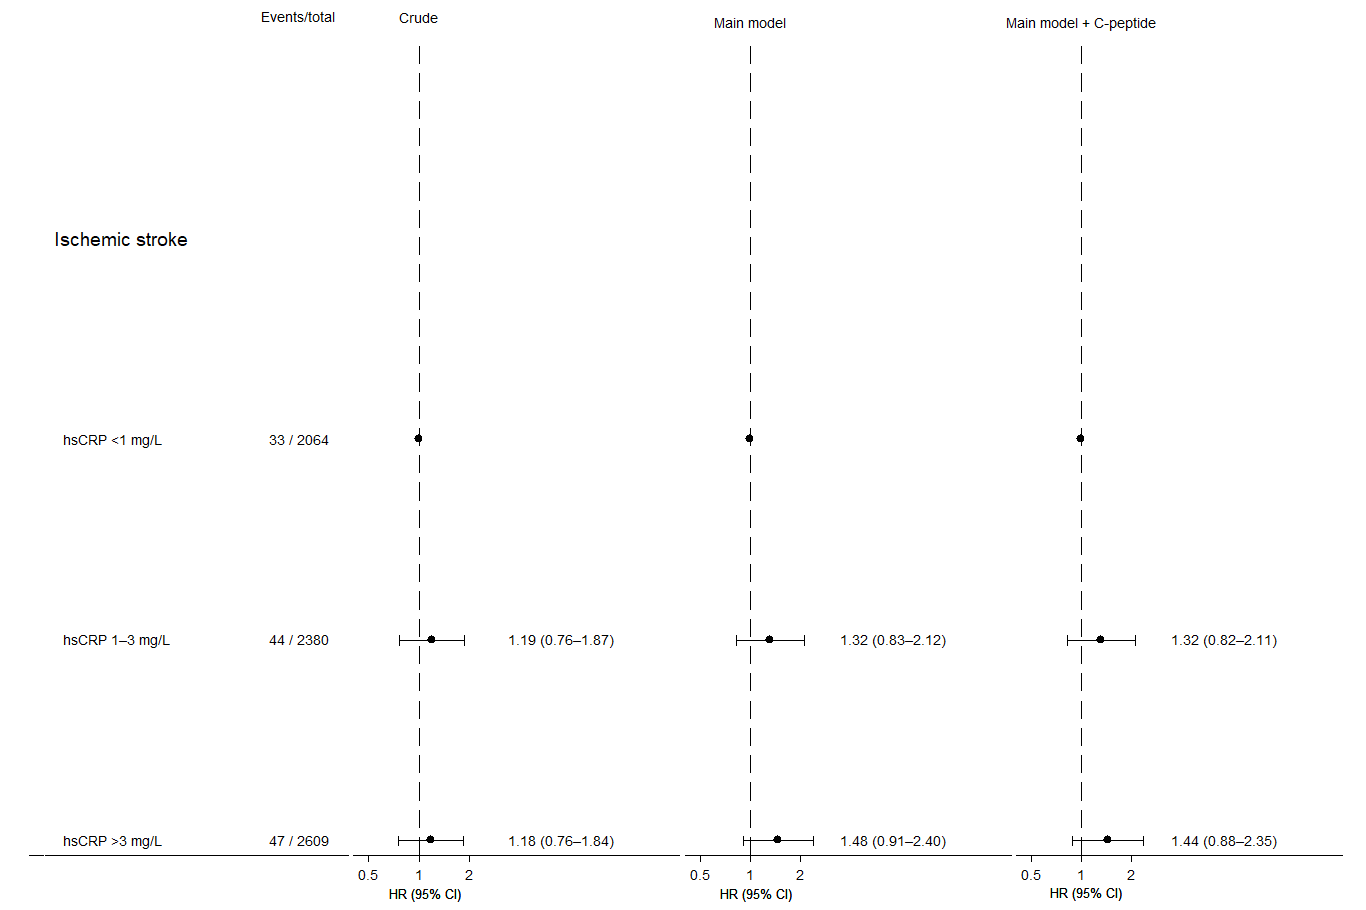 Events/total Crude Main model Main model + C-peptide
Ischemic stroke
hsCRP <1 mg/L 33 / 2064
hsCRP 1–3 mg/L 44 / 2380 1.19 (0.76–1.87) 1.32 (0.83–2.12) 1.32 (0.82–2.11)
hsCRP >3 mg/L 47 / 2609 1.18 (0.76–1.84) 1.48 (0.91–2.40) 1.44 (0.88–2.35)
0.5 1 2 0.5 1 2 0.5 1 2
HR (95% CI) HR (95% CI) HR (95% CI)